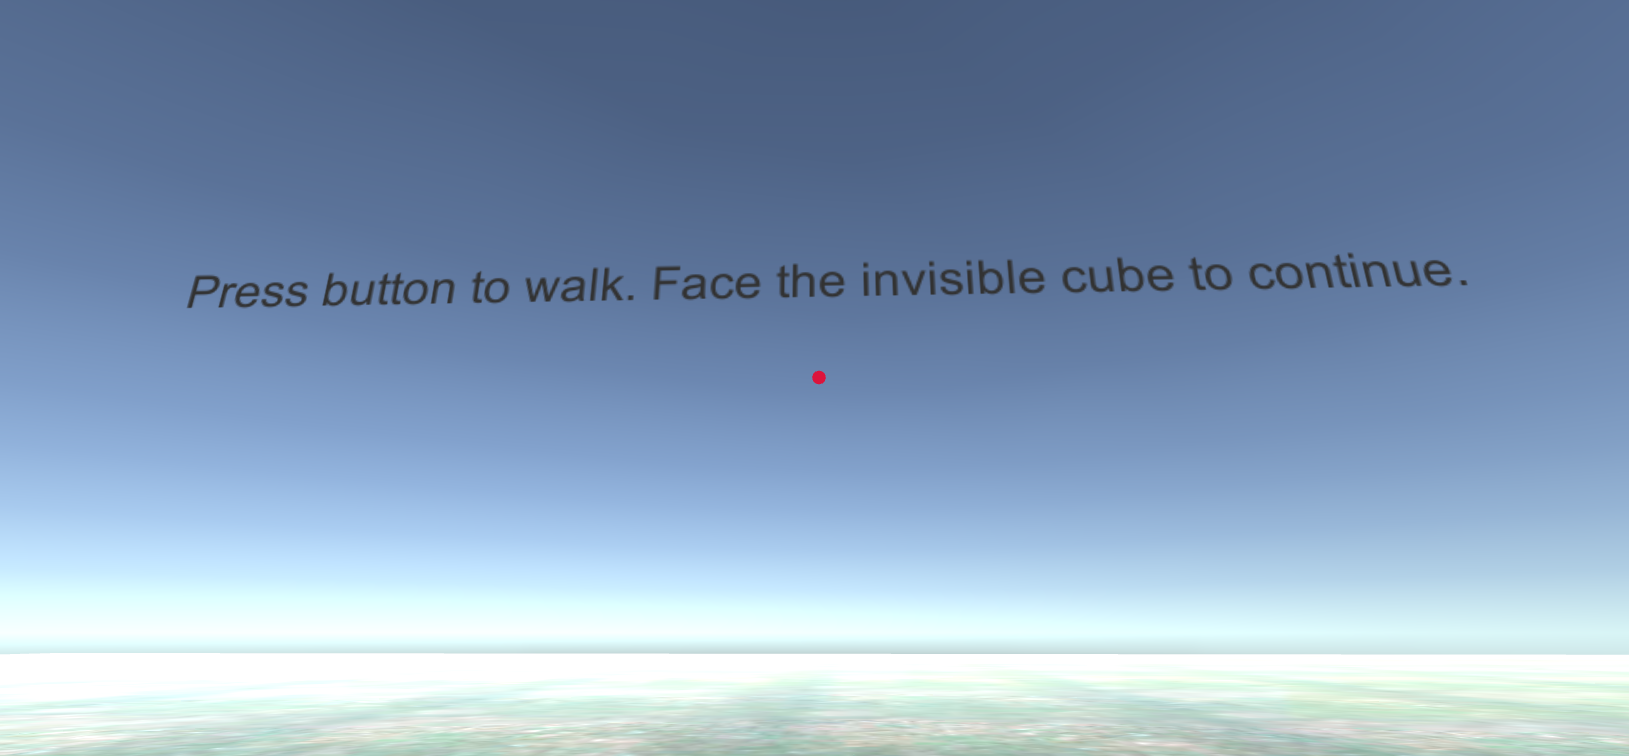 Press button to walk. Face the invisible cube to continue.